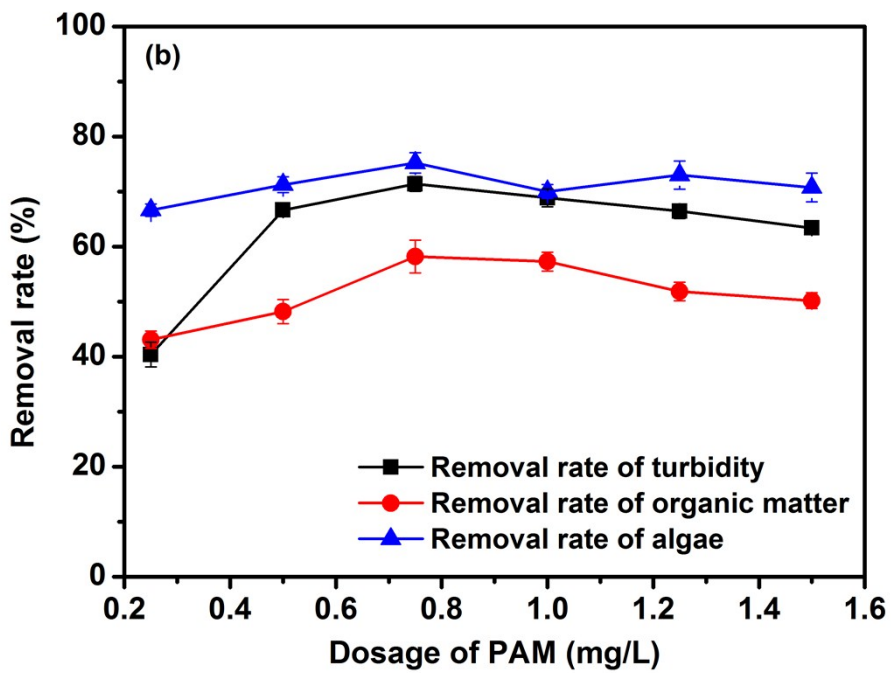 (b)
Removal rate (%)
100
80
60
40
20
0
Removal rate of turbidity
Removal rate of organic matter
Removal rate of algae
0.2 0.4 0.6 0.8 1.0 1.2 1.4 1.6
Dosage of PAM (mg/L)